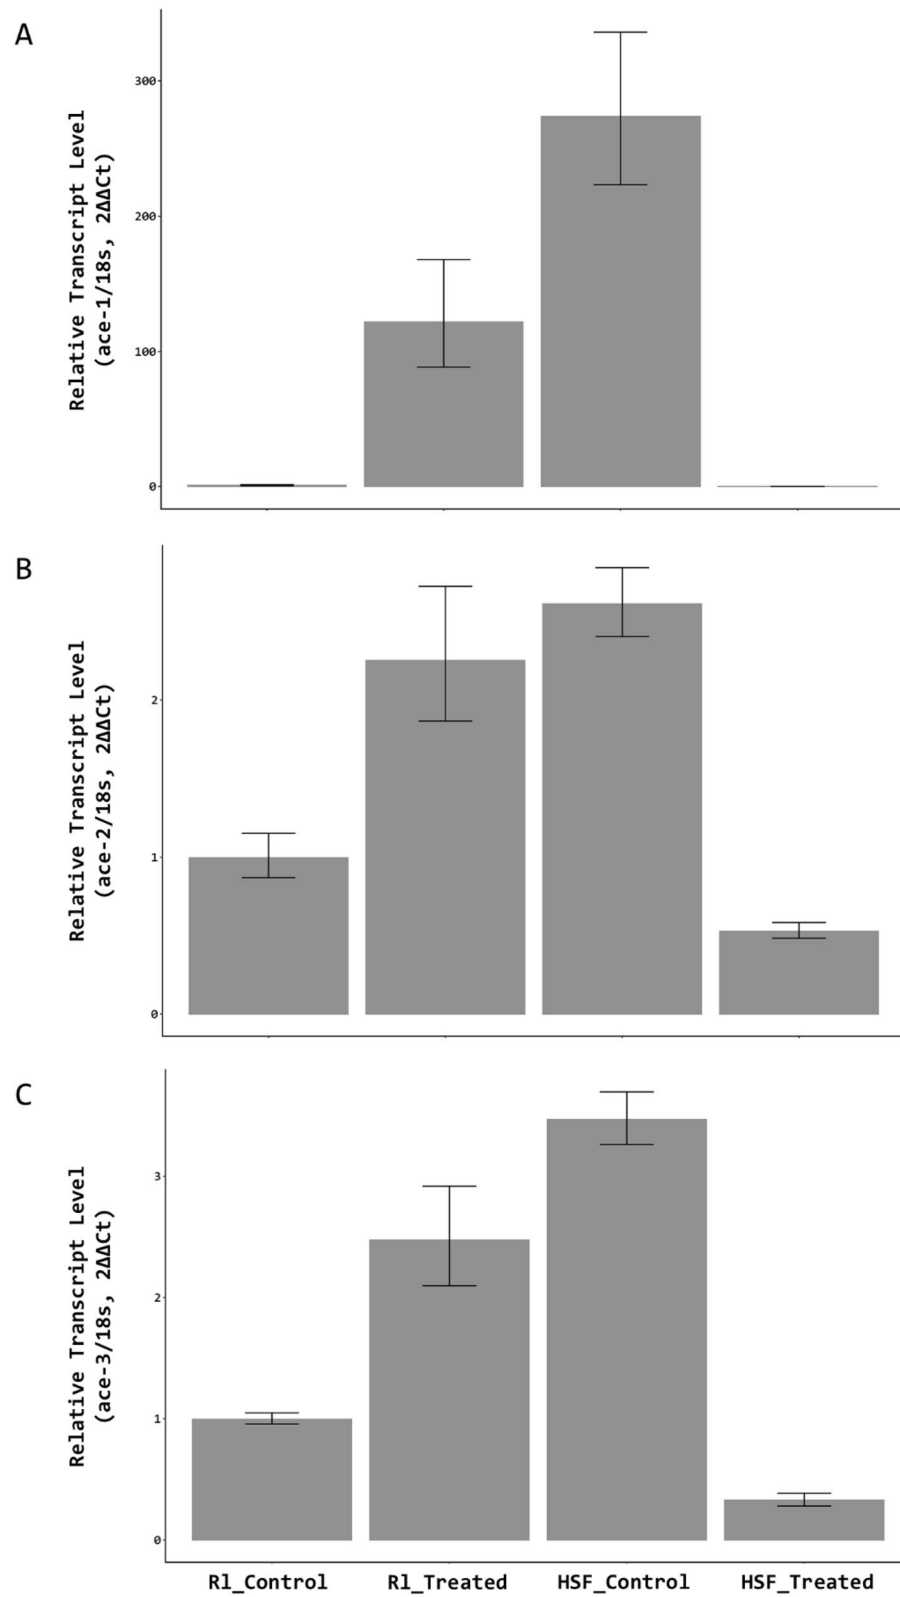 A
Relative Transcript Level
(ace-1/18s, 2ΔΔCt)
300
200
100
0
B
Relative Transcript Level
(ace-2/18s, 2ΔΔCt)
2
1
0
C
Relative Transcript Level
(ace-3/18s, 2ΔΔCt)
3
2
1
0
Rl_Control Rl_Treated HSF_Control HSF_Treated